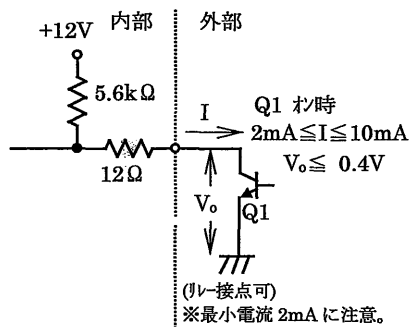 内部 外部
+12V
5.6kΩ
12Ω
I
Q1 ｵﾝ時
2mA≦I≦10mA
Vo≦ 0.4V
Vo
Q1
(ﾘﾚｰ接点可)
※最小電流 2mA に注意。